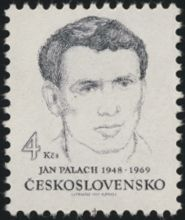 4
Kčs
JAN PALACH 1948 - 1969
ČESKOSLOVENSKO